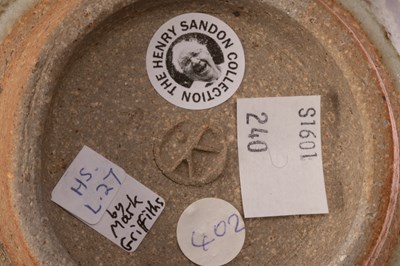 THE HENRY SANDON COLLECTION
S1601
240
HS.
L.27
by Mark
Griffiths
402